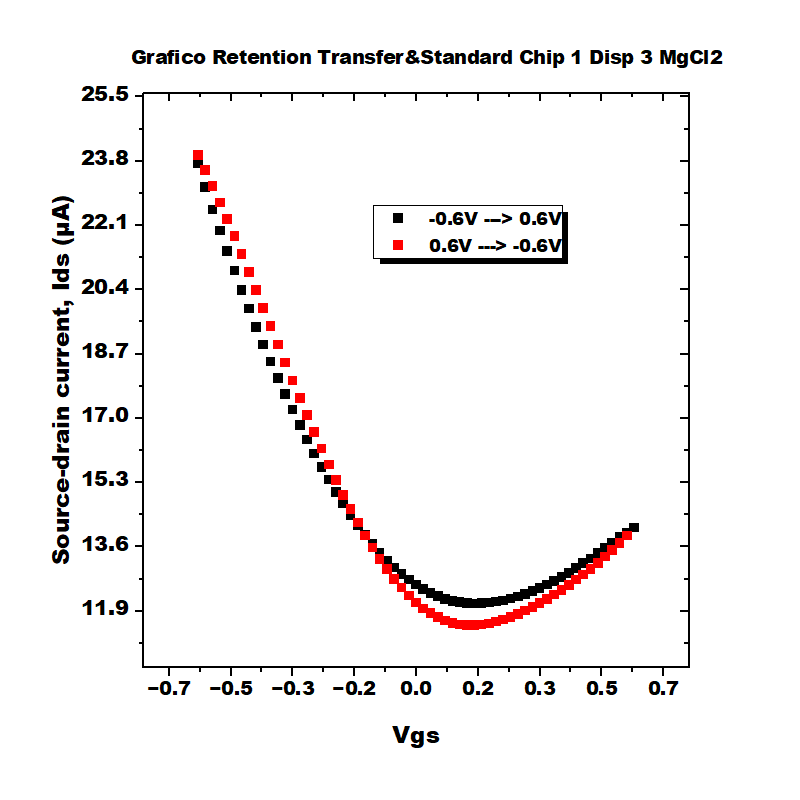 Grafico Retention Transfer&Standard Chip 1 Disp 3 MgCl2
25.5
23.8
22.1
20.4
18.7
17.0
15.3
13.6
11.9
Source-drain current, Ids (µA)
-0.6V ---> 0.6V
0.6V ---> -0.6V
−0.7 −0.5 −0.3 −0.2 0.0 0.2 0.3 0.5 0.7
Vgs